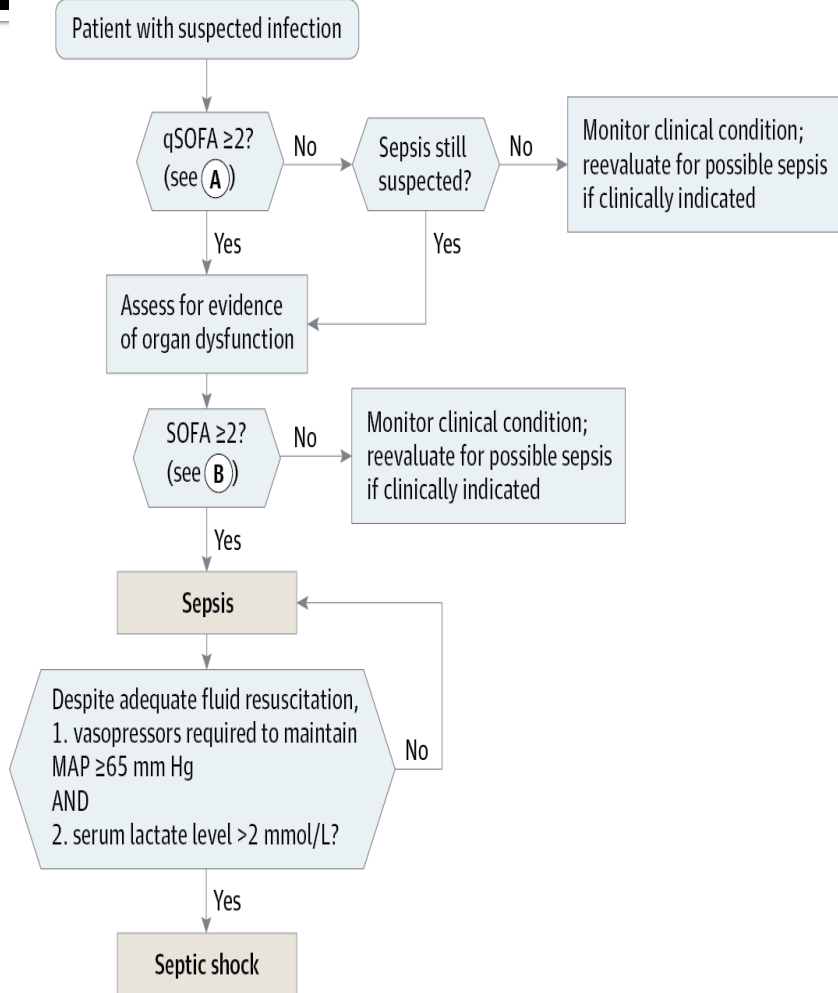 Patient with suspected infection
qSOFA ≥2?
(see A)
No
Sepsis still
suspected?
No
Monitor clinical condition;
reevaluate for possible sepsis
if clinically indicated
Yes
Yes
Assess for evidence
of organ dysfunction
SOFA ≥2?
(see B)
No
Monitor clinical condition;
reevaluate for possible sepsis
if clinically indicated
Yes
Sepsis
Despite adequate fluid resuscitation,
1. vasopressors required to maintain
MAP ≥65 mm Hg
AND
2. serum lactate level >2 mmol/L?
No
Yes
Septic shock